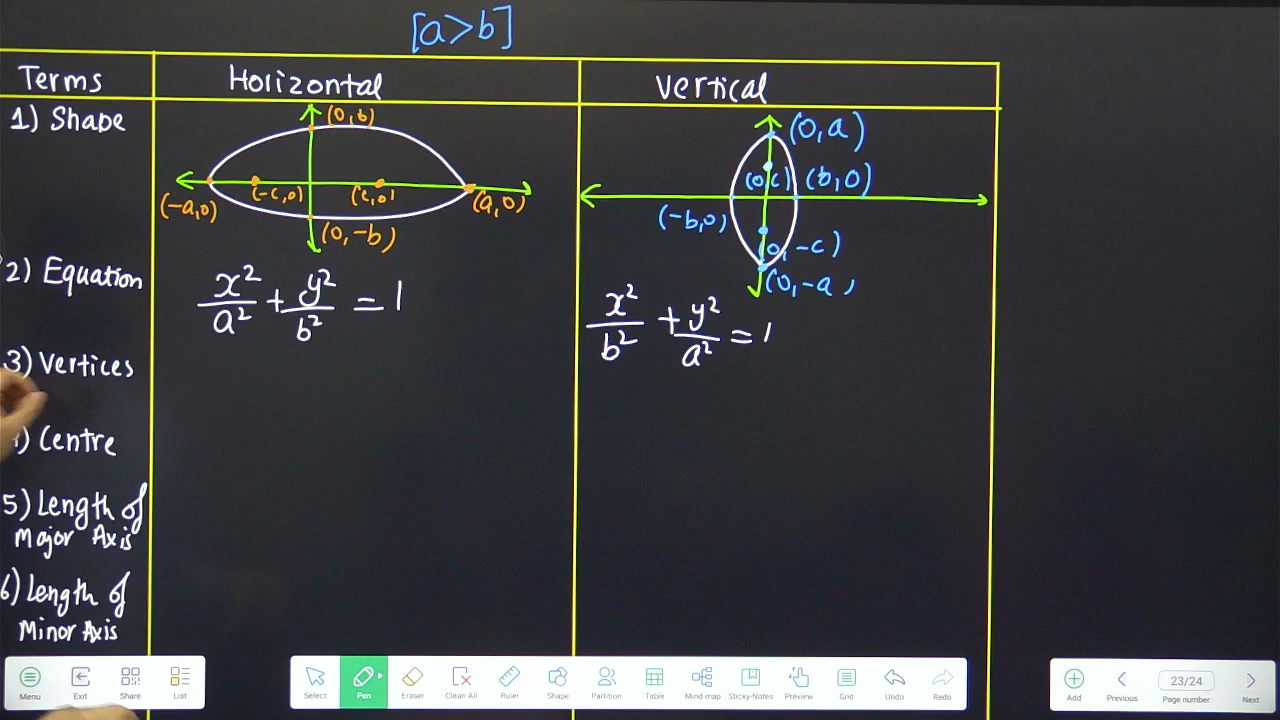 [a>b]
Terms
Horizontal
Vertical
1) Shape
(0,b)
(-a,0)
(-c,0)
(c,0)
(a,0)
(0,-b)
(0,a)
(0,c)
(b,0)
(-b,0)
(0,-c)
(0,-a)
2) Equation
x²/a² + y²/b² = 1
x²/b² + y²/a² = 1
3) Vertices
) Centre
5) Length of
Major Axis
6) Length of
Minor Axis
Menu
Exit
Share
List
Select
Pen
Eraser
Clean All
Ruler
Shape
Partition
Table
Mind map
Sticky-Notes
Preview
Grid
Undo
Redo
Add
Previous
23/24
Page number
Next